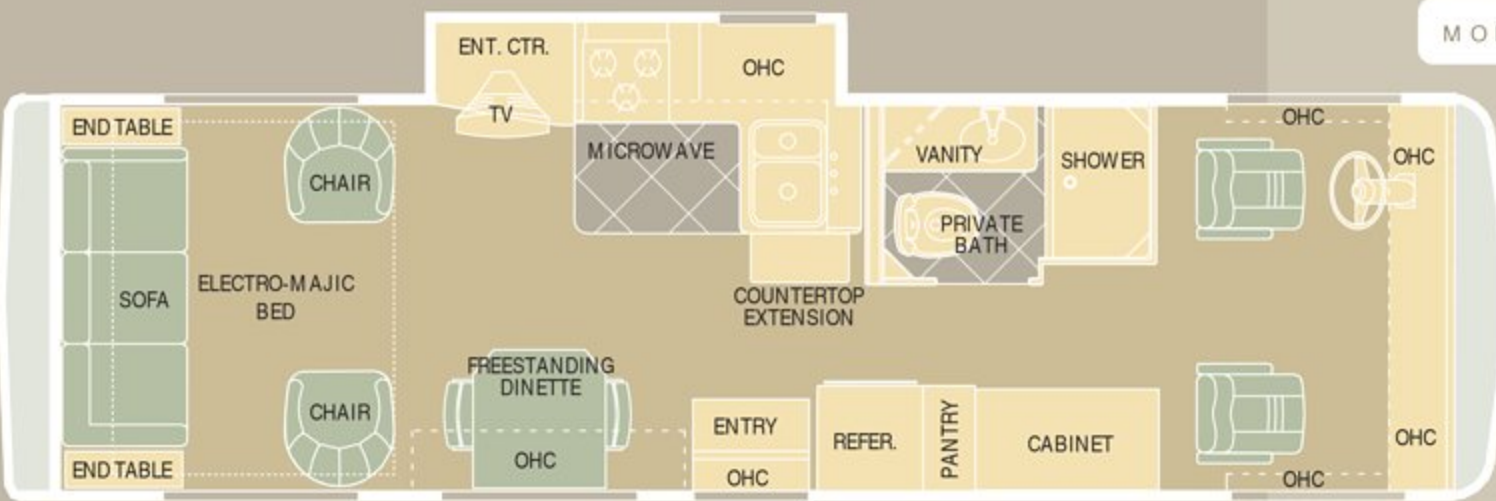 MO
ENT. CTR.
TV
OHC
END TABLE
CHAIR
MICROWAVE
VANITY
SHOWER
OHC
OHC
PRIVATE
BATH
SOFA
ELECTRO-MAJIC
BED
COUNTERTOP
EXTENSION
FREESTANDING
DINETTE
CHAIR
OHC
ENTRY
OHC
REFER.
PANTRY
CABINET
OHC
OHC
END TABLE